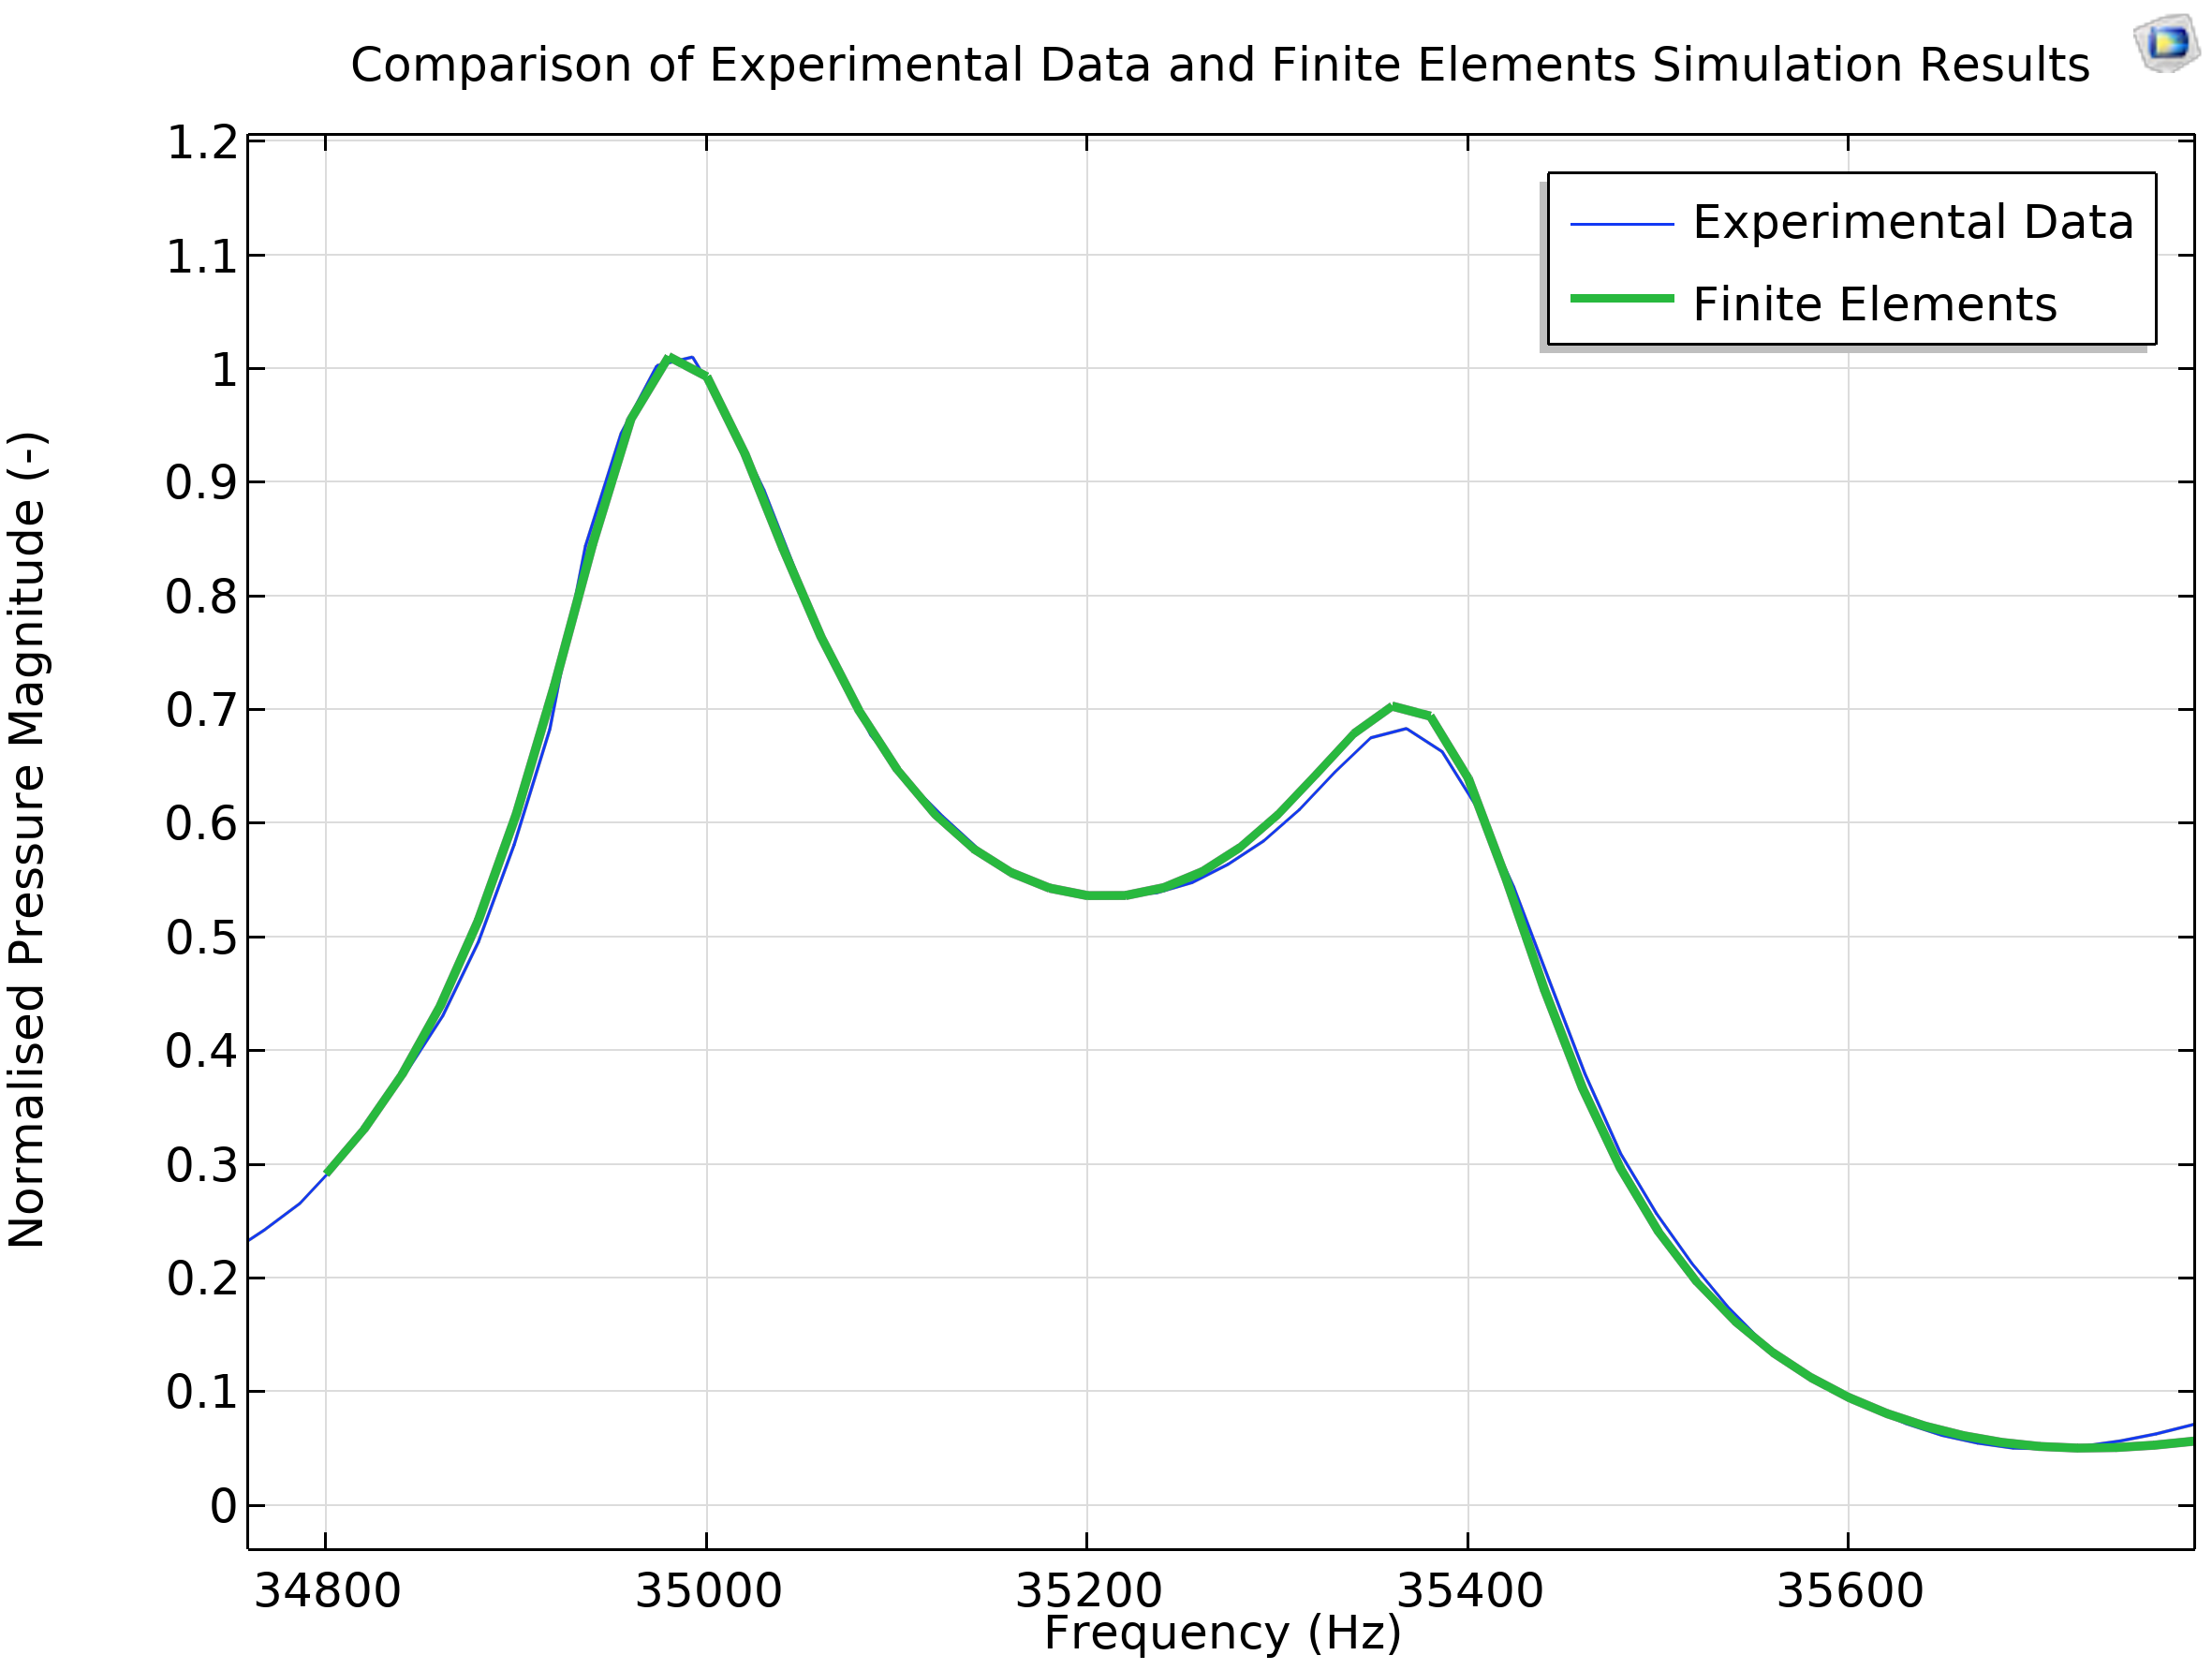 Comparison of Experimental Data and Finite Elements Simulation Results
1.2
1.1
1
0.9
0.8
0.7
0.6
0.5
0.4
0.3
0.2
0.1
0
Normalised Pressure Magnitude (-)
Experimental Data
Finite Elements
34800 35000 35200 35400 35600
Frequency (Hz)